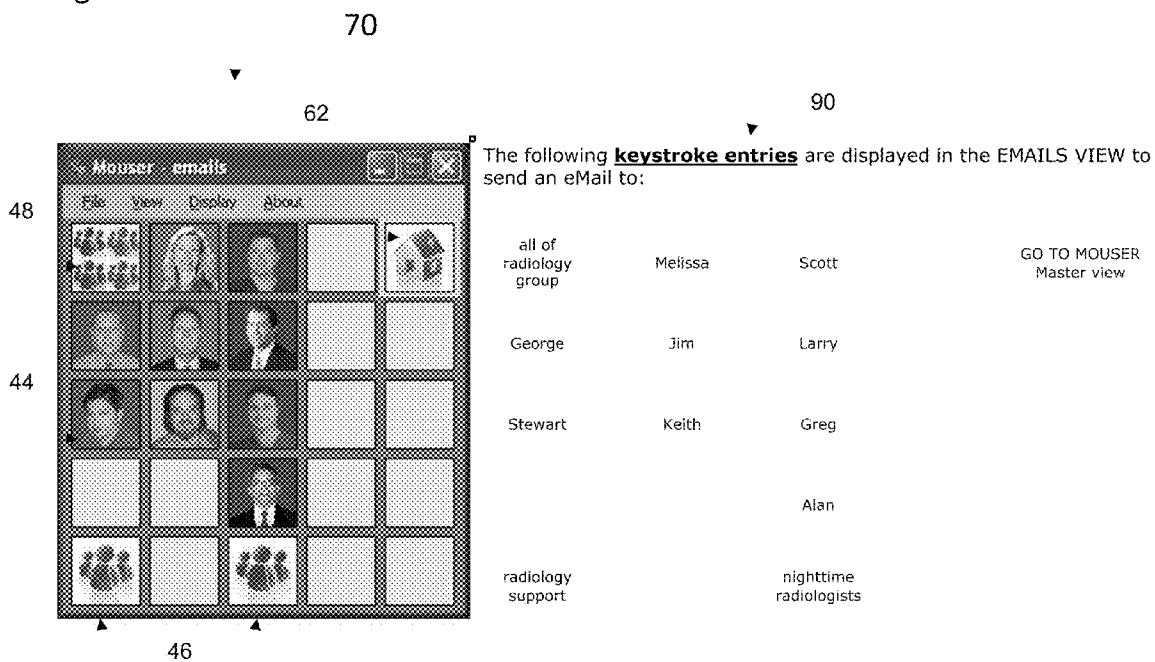 70
62
90
Mouser - emails
File View Display About
The following keystroke entries are displayed in the EMAILS VIEW to
send an eMail to:
48
all of
radiology
group
Melissa
Scott
GO TO MOUSER
Master view
George
Jim
Larry
44
Stewart
Keith
Greg
Alan
radiology
support
nighttime
radiologists
46